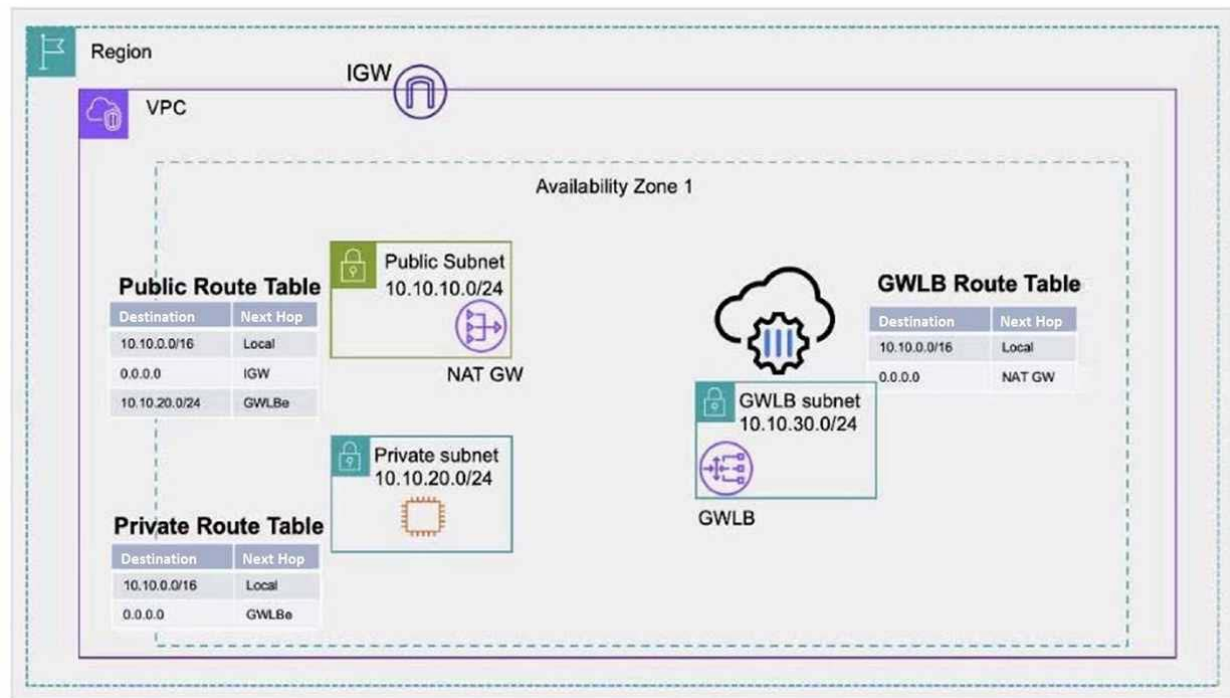 Region
IGW
VPC
Availability Zone 1
Public Subnet
10.10.10.0/24
NAT GW
Public Route Table
Destination Next Hop
10.10.0.0/16 Local
0.0.0.0 IGW
10.10.20.0/24 GWLBe
GWLB Route Table
Destination Next Hop
10.10.0.0/16 Local
0.0.0.0 NAT GW
GWLB subnet
10.10.30.0/24
GWLB
Private subnet
10.10.20.0/24
Private Route Table
Destination Next Hop
10.10.0.0/16 Local
0.0.0.0 GWLBe